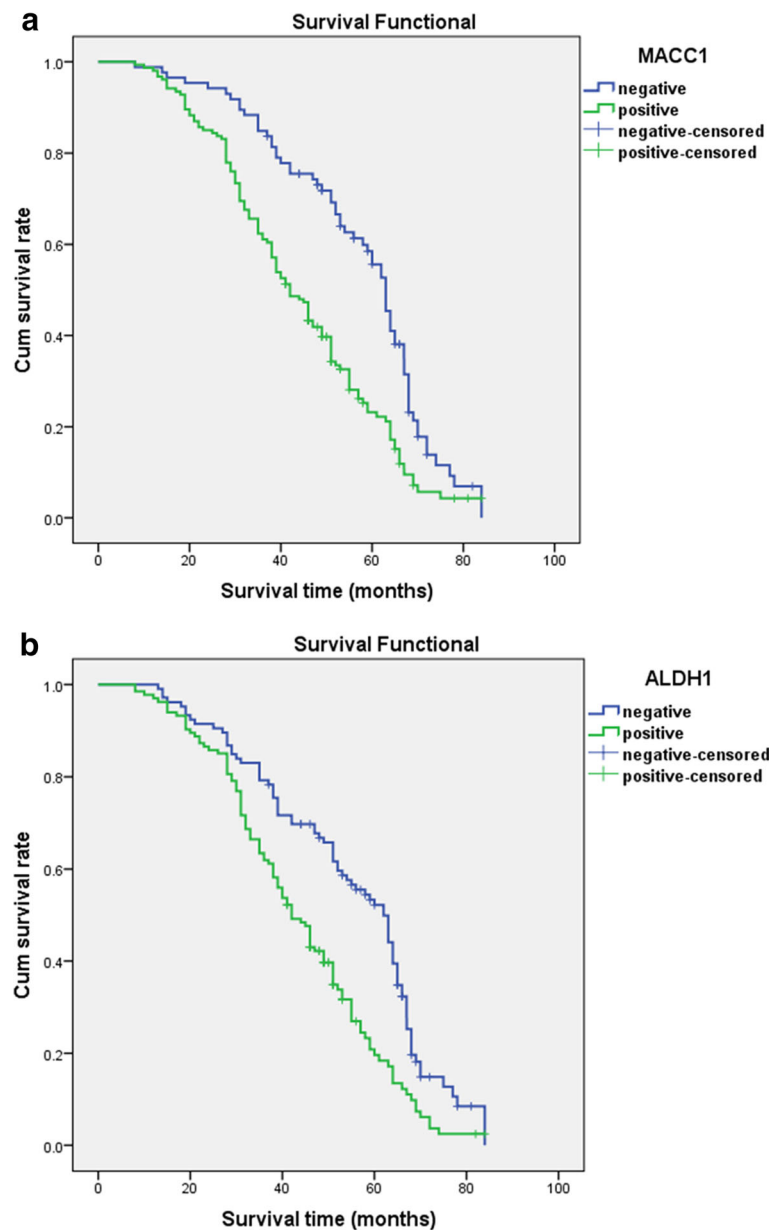 a
Survival Functional
MACC1
negative
positive
negative-censored
positive-censored
Cum survival rate
1.0
0.8
0.6
0.4
0.2
0.0
0 20 40 60 80 100
Survival time (months)
b
Survival Functional
ALDH1
negative
positive
negative-censored
positive-censored
Cum survival rate
1.0
0.8
0.6
0.4
0.2
0.0
0 20 40 60 80 100
Survival time (months)